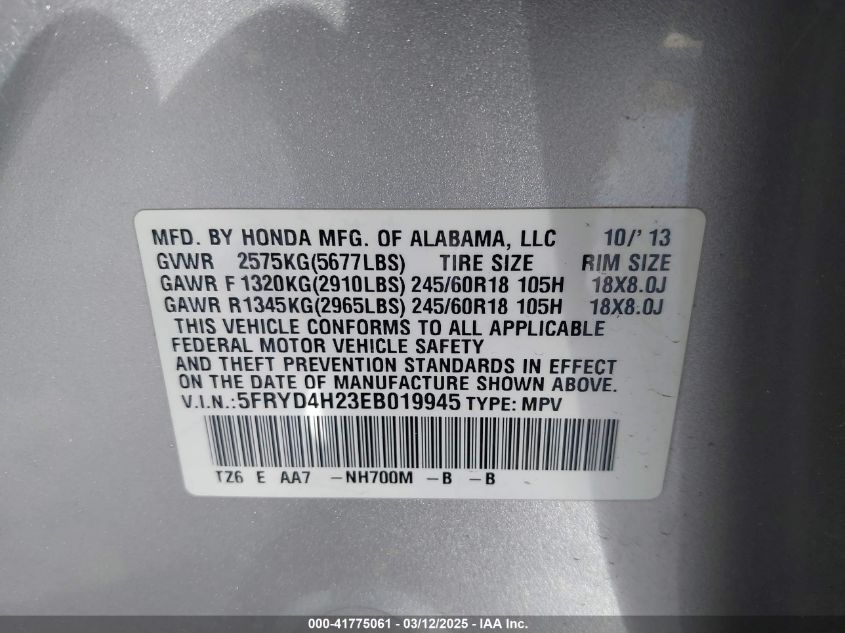 MFD. BY HONDA MFG. OF ALABAMA, LLC 10/' 13
GVWR 2575KG(5677LBS) TIRE SIZE RIM SIZE
GAWR F 1320KG(2910LBS) 245/60R18 105H 18X8.0J
GAWR R1345KG(2965LBS) 245/60R18 105H 18X8.0J
THIS VEHICLE CONFORMS TO ALL APPLICABLE
FEDERAL MOTOR VEHICLE SAFETY
AND THEFT PREVENTION STANDARDS IN EFFECT
ON THE DATE OF MANUFACTURE SHOWN ABOVE.
V.I.N.:5FRYD4H23EB019945 TYPE: MPV
TZ6 E AA7 -NH700M -B -B
000-41775061 - 03/12/2025 - IAA Inc.